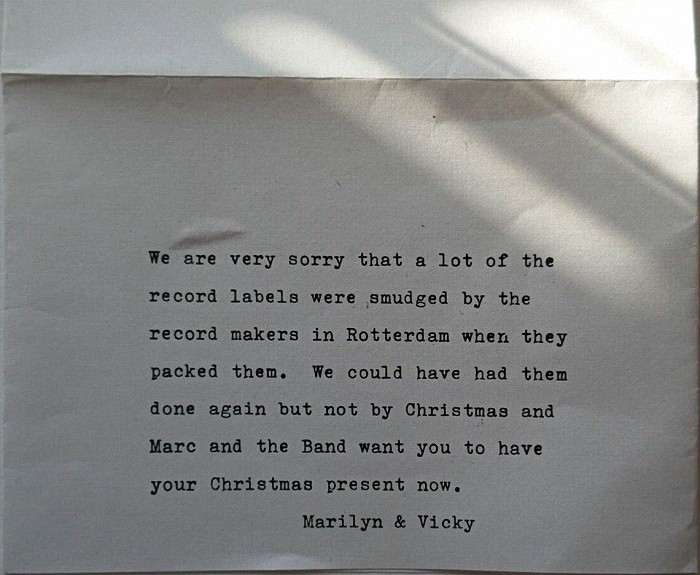 We are very sorry that a lot of the
record labels were smudged by the
record makers in Rotterdam when they
packed them.  We could have had them
done again but not by Christmas and
Marc and the Band want you to have
your Christmas present now.
Marilyn & Vicky